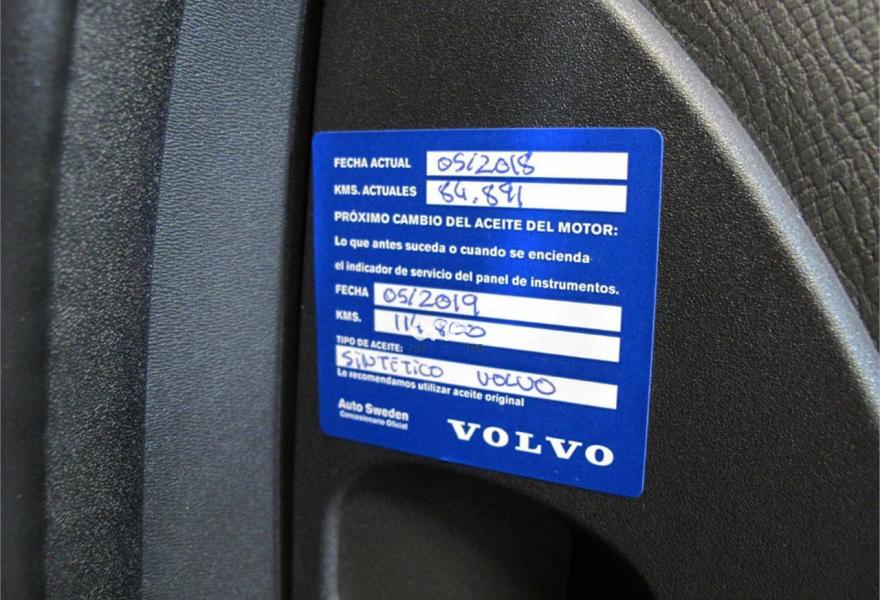 FECHA ACTUAL 05/2018
KMS. ACTUALES 84.891
PRÓXIMO CAMBIO DEL ACEITE DEL MOTOR:
Lo que antes suceda o cuando se encienda
el indicador de servicio del panel de instrumentos.
FECHA 05/2019
KMS. 114.800
TIPO DE ACEITE:
SINTETICO VOLVO
Le recomendamos utilizar aceite original
Auto Sweden
Concesionario Oficial
VOLVO